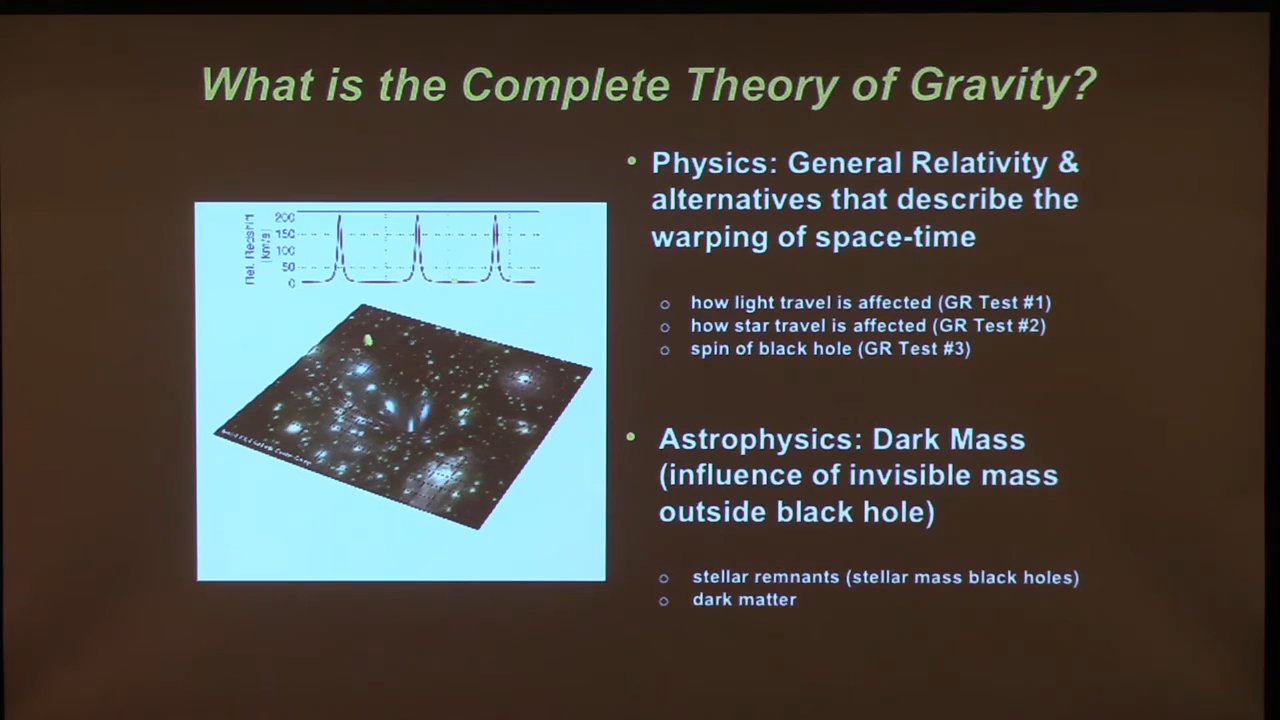 What is the Complete Theory of Gravity?
• Physics: General Relativity &
alternatives that describe the
warping of space-time
o how light travel is affected (GR Test #1)
o how star travel is affected (GR Test #2)
o spin of black hole (GR Test #3)
• Astrophysics: Dark Mass
(influence of invisible mass
outside black hole)
o stellar remnants (stellar mass black holes)
o dark matter
Rel. Redshift
[km/s]
200
150
100
50
0